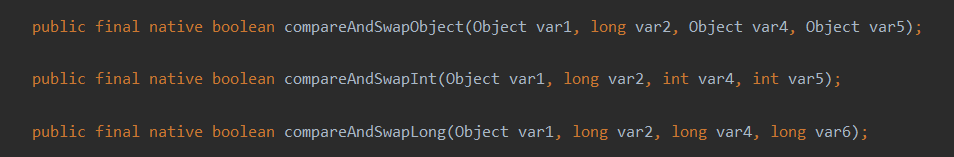 public final native boolean compareAndSwapObject(Object var1, long var2, Object var4, Object var5);
public final native boolean compareAndSwapInt(Object var1, long var2, int var4, int var5);
public final native boolean compareAndSwapLong(Object var1, long var2, long var4, long var6);